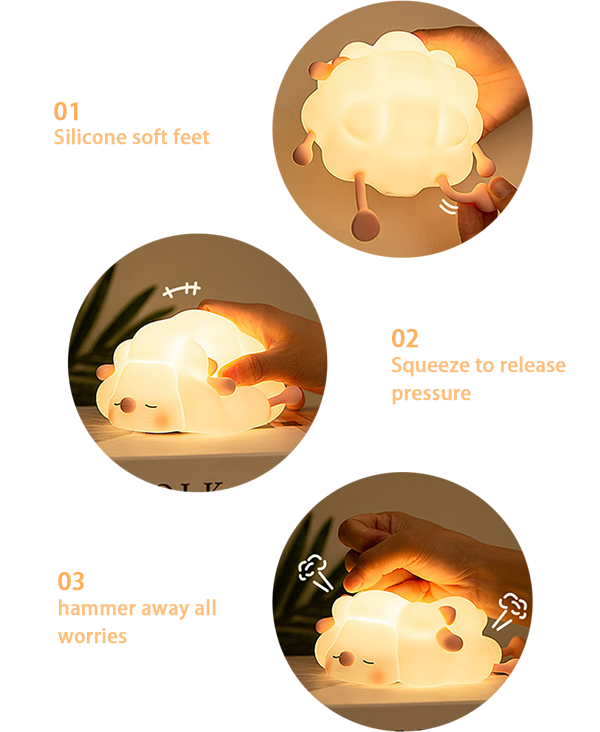 01
Silicone soft feet
02
Squeeze to release
pressure
03
hammer away all
worries